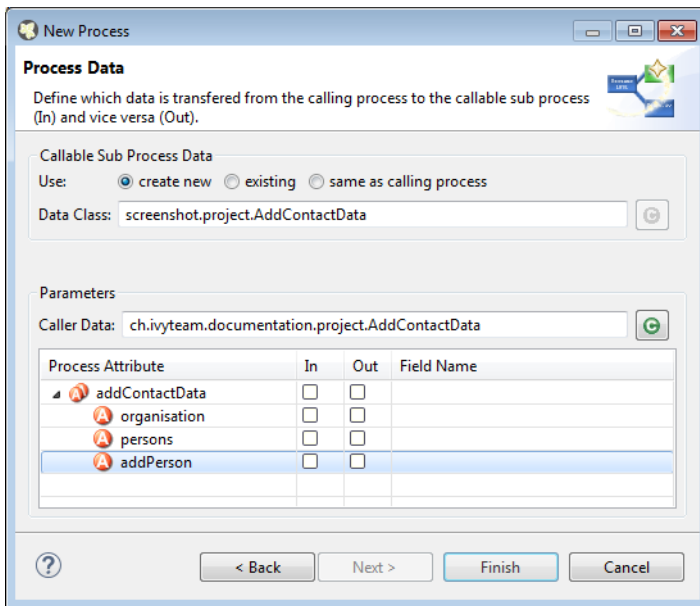 New Process
Process Data
Define which data is transfered from the calling process to the callable sub process
(In) and vice versa (Out).
Callable Sub Process Data
Use: create new existing same as calling process
Data Class: screenshot.project.AddContactData
Parameters
Caller Data: ch.ivyteam.documentation.project.AddContactData
Process Attribute In Out Field Name
addContactData
organisation
persons
addPerson
< Back Next > Finish Cancel